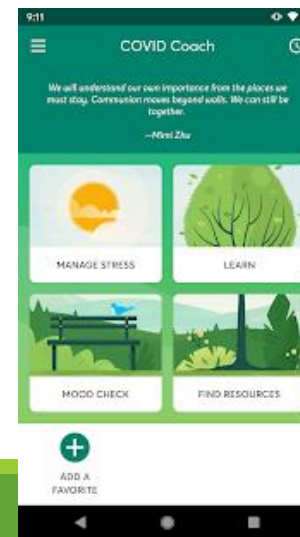 9:11
COVID Coach
We will understand our own importance from the places we
must stay. Communion moves beyond walls. We can still be
together.
—Mimi Zhu
MANAGE STRESS
LEARN
MOOD CHECK
FIND RESOURCES
ADD A
FAVORITE